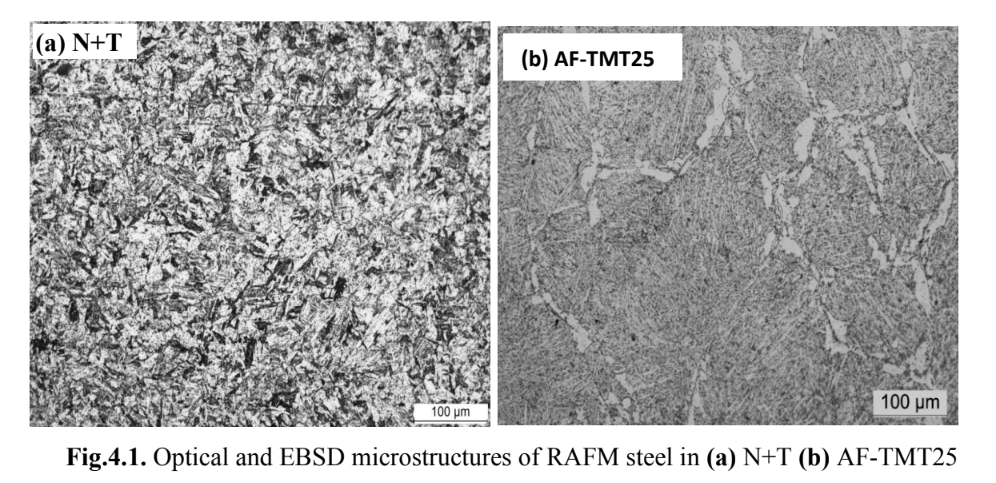 (a) N+T
(b) AF-TMT25
100 μm
100 μm
Fig.4.1. Optical and EBSD microstructures of RAFM steel in (a) N+T (b) AF-TMT25